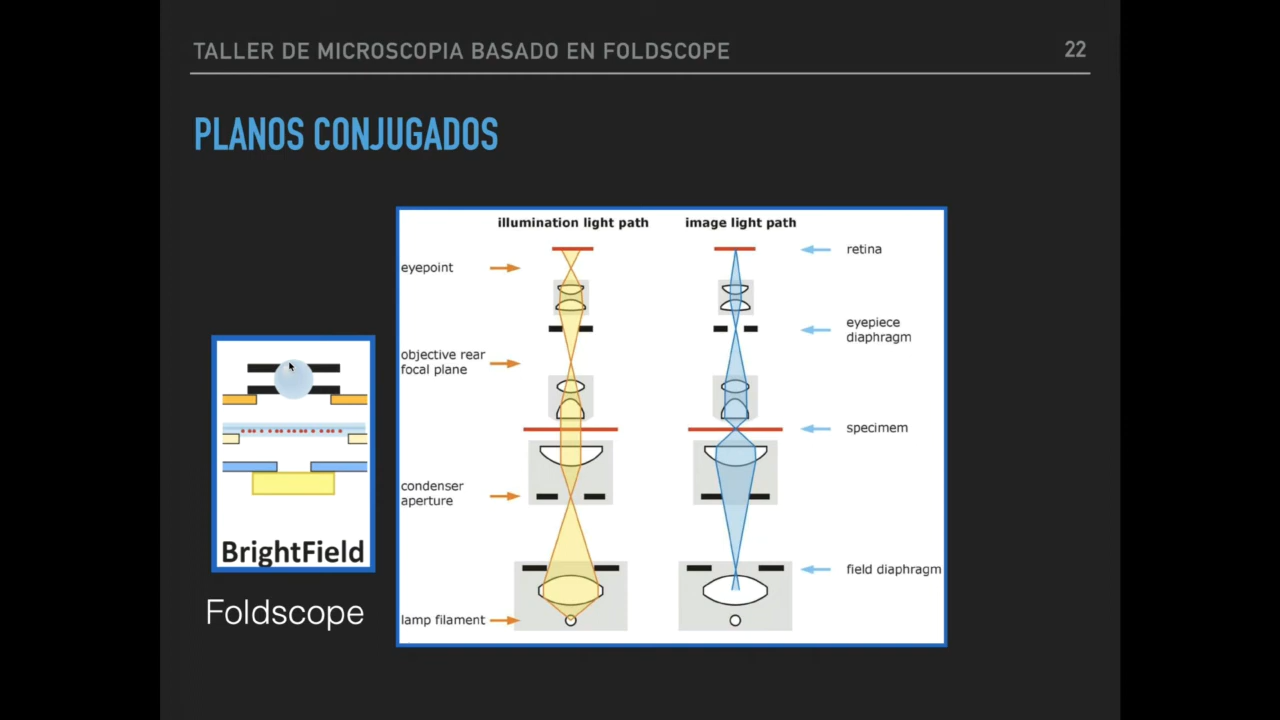 TALLER DE MICROSCOPIA BASADO EN FOLDSCOPE
22
PLANOS CONJUGADOS
illumination light path
image light path
retina
eyepoint
eyepiece
diaphragm
objective rear
focal plane
specimem
condenser
aperture
field diaphragm
lamp filament
BrightField
Foldscope